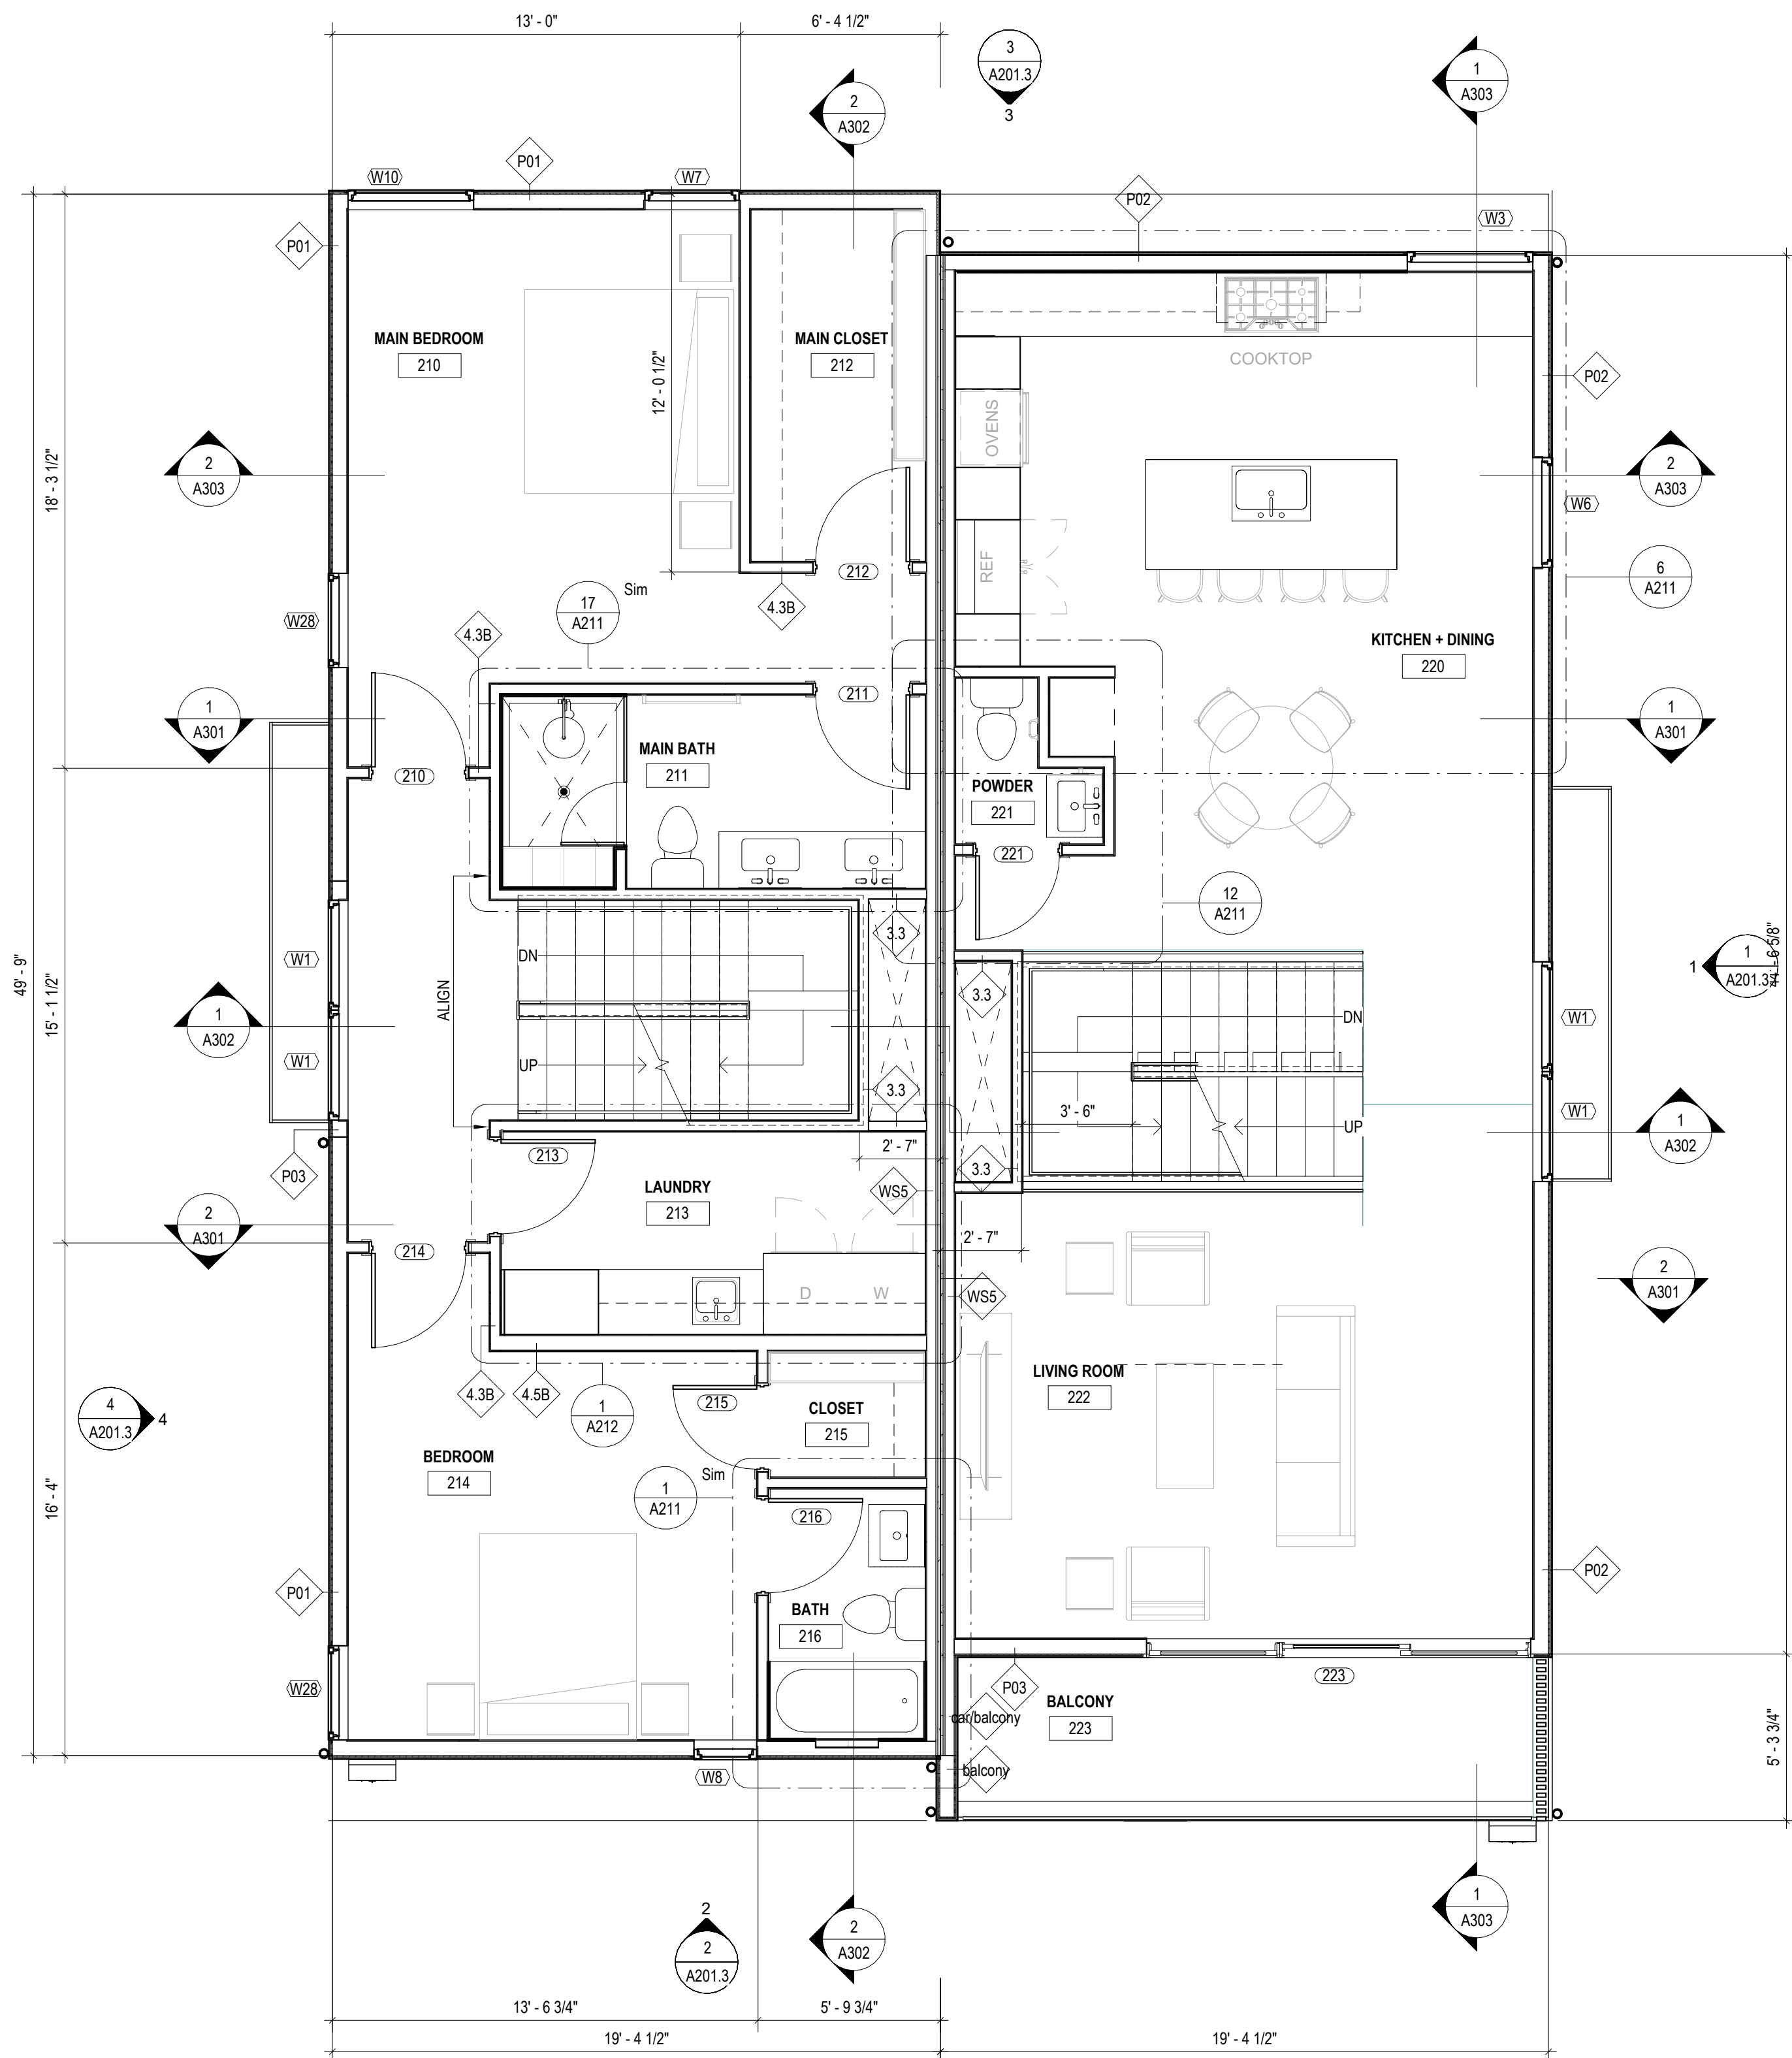 13' - 0"
6' - 4 1/2"
3
A201.3
3
1
A303
2
A302
P01
W10
W7
P02
W3
P01
MAIN BEDROOM
210
MAIN CLOSET
212
12' - 0 1/2"
COOKTOP
P02
OVENS
18' - 3 1/2"
2
A303
2
A303
W6
REF
212
6
A211
17
A211
Sim
4.3B
W28
4.3B
KITCHEN + DINING
220
211
1
A301
1
A301
MAIN BATH
211
210
POWDER
221
221
12
A211
3.3
DN
W1
49' - 9"
15' - 1 1/2"
ALIGN
1
A302
UP
W1
3.3
3.3
DN
W1
1
1
A201.3
44' - 6 5/8"
3' - 6"
UP
W1
1
A302
213
2' - 7"
3.3
P03
WS5
LAUNDRY
213
2
A301
214
2' - 7"
WS5
D
W
2
A301
LIVING ROOM
222
4.3B
4.5B
1
A212
215
CLOSET
215
4
A201.3
4
BEDROOM
214
Sim
1
A211
216
16' - 4"
P01
BATH
216
P02
W28
223
P03
BALCONY
223
car/balcony
balcony
W8
5' - 3 3/4"
2
2
A201.3
2
A302
1
A303
13' - 6 3/4"
5' - 9 3/4"
19' - 4 1/2"
19' - 4 1/2"